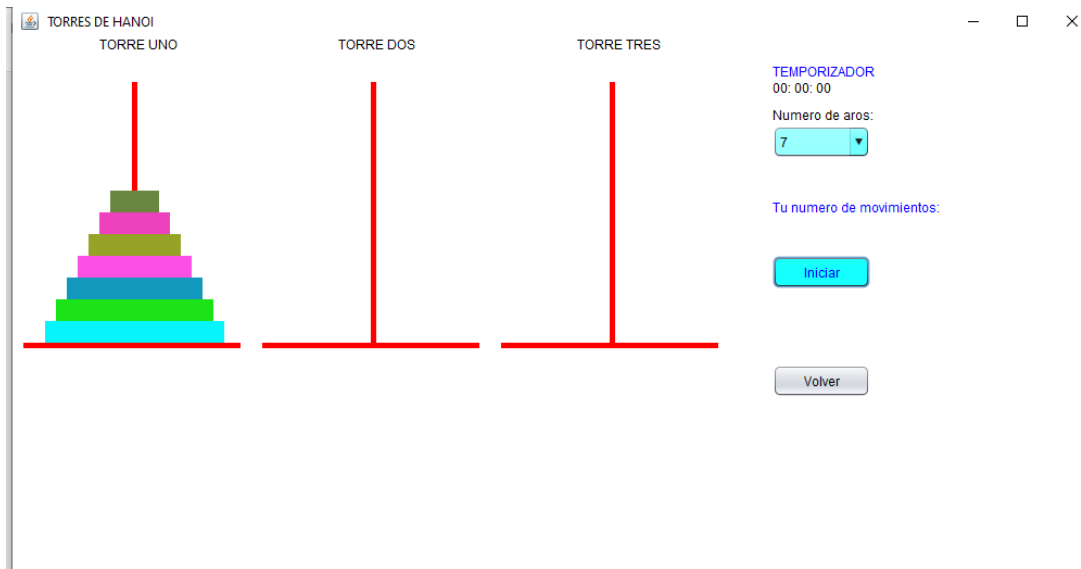 TORRES DE HANOI
TORRE UNO
TORRE DOS
TORRE TRES
TEMPORIZADOR
00: 00: 00
Numero de aros:
7
Tu numero de movimientos:
Iniciar
Volver